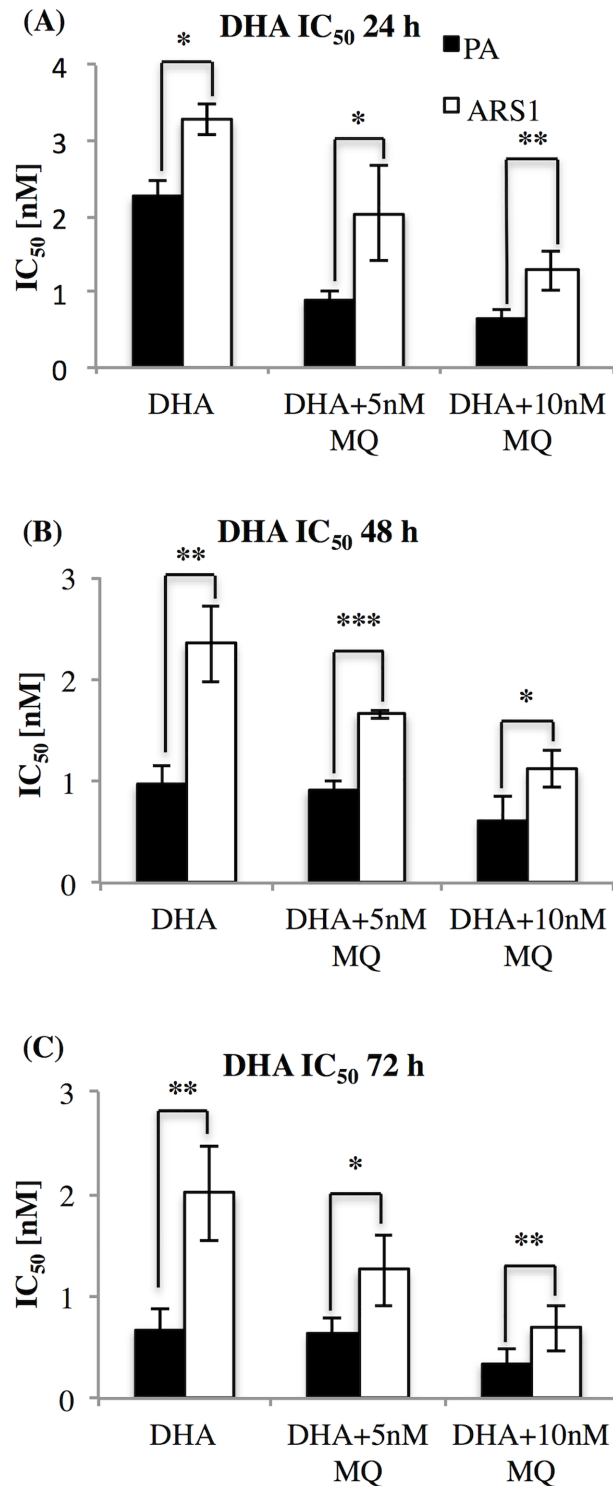 (A)
DHA IC50 24 h
PA
ARS1
*
*
**
IC50 [nM]
4
3
2
1
0
DHA
DHA+5nM
MQ
DHA+10nM
MQ
(B)
DHA IC50 48 h
**
***
*
IC50 [nM]
3
2
1
0
DHA
DHA+5nM
MQ
DHA+10nM
MQ
(C)
DHA IC50 72 h
**
*
**
IC50 [nM]
3
2
1
0
DHA
DHA+5nM
MQ
DHA+10nM
MQ